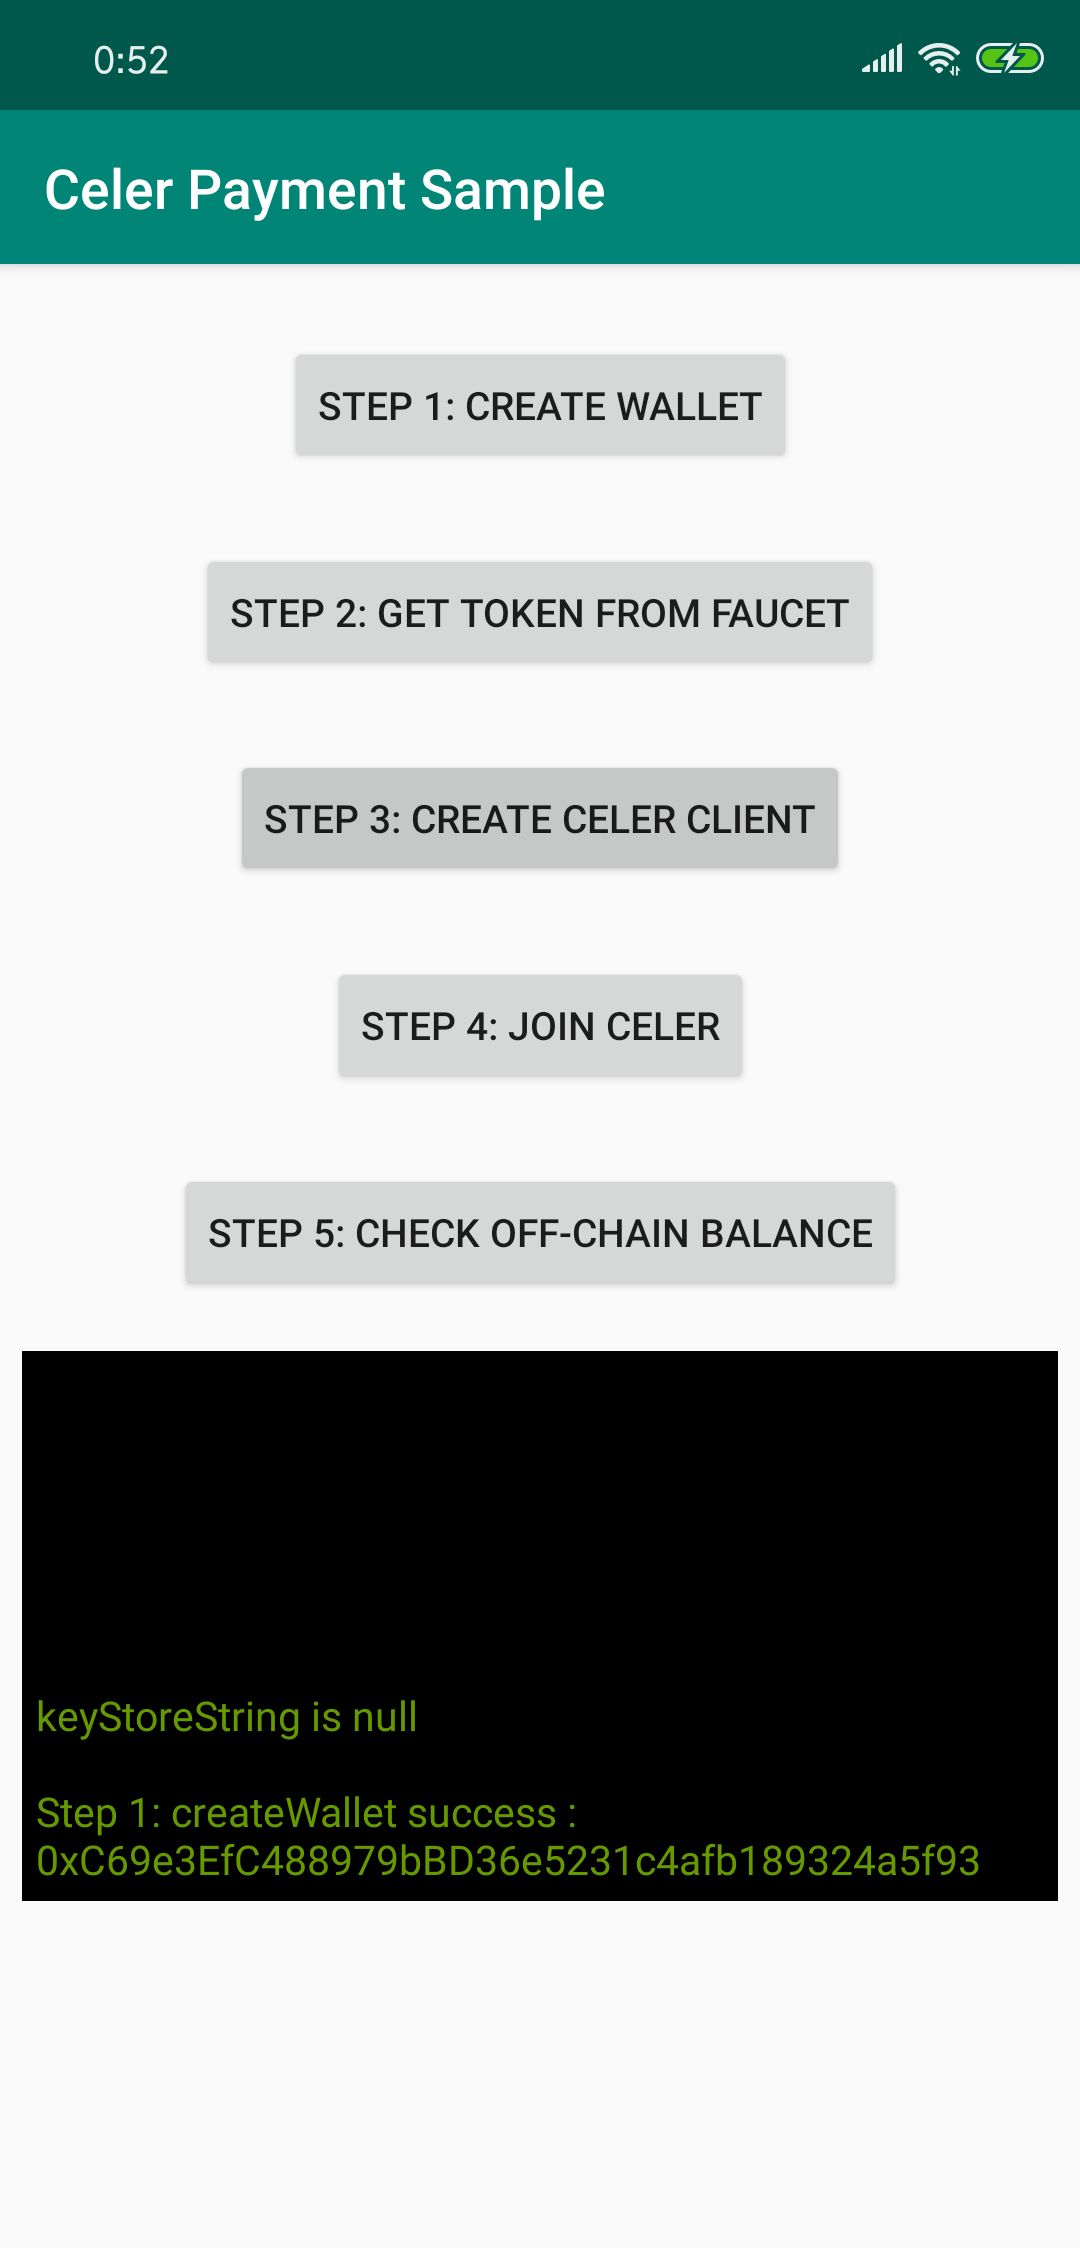 0:52
Celer Payment Sample
STEP 1: CREATE WALLET
STEP 2: GET TOKEN FROM FAUCET
STEP 3: CREATE CELER CLIENT
STEP 4: JOIN CELER
STEP 5: CHECK OFF-CHAIN BALANCE
keyStoreString is null
Step 1: createWallet success :
0xC69e3EfC488979bBD36e5231c4afb189324a5f93